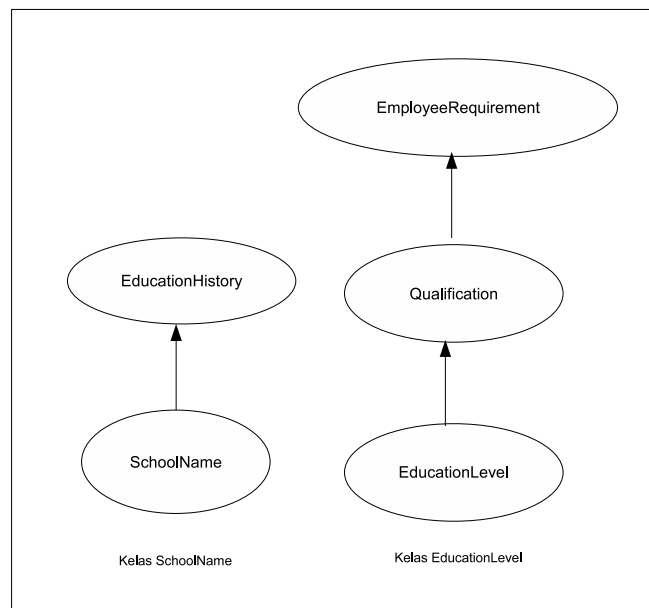 EmployeeRequirement
EducationHistory
Qualification
SchoolName
EducationLevel
Kelas SchoolName
Kelas EducationLevel